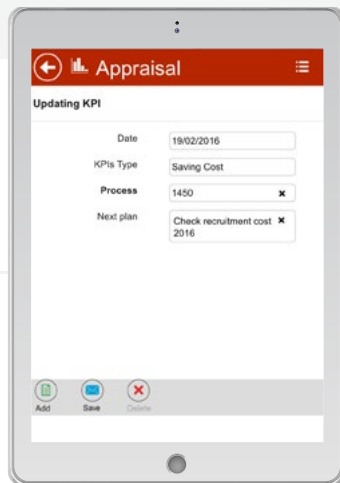 Appraisal
Updating KPI
Date 19/02/2016
KPIs Type Saving Cost
Process 1450
Next plan Check recruitment cost
2016
Add Save Delete